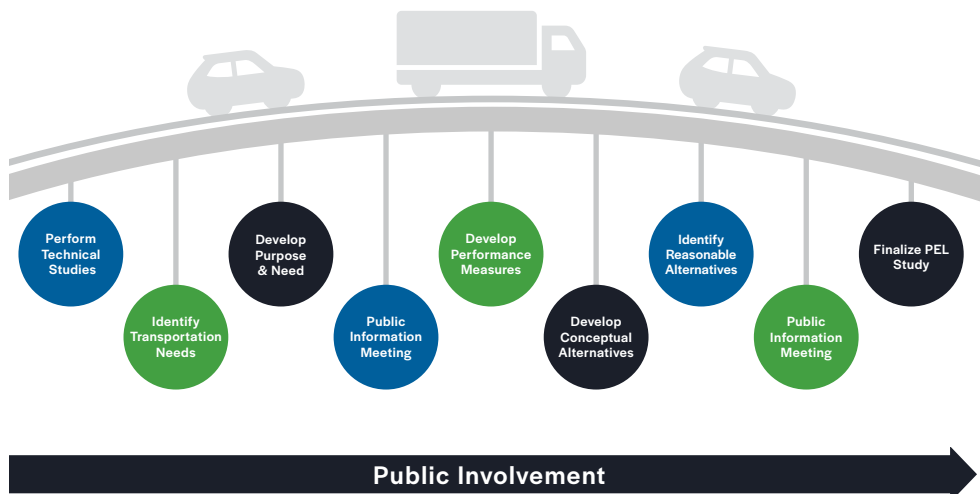 Perform
Technical
Studies
Identify
Transportation
Needs
Develop
Purpose
& Need
Public
Information
Meeting
Develop
Performance
Measures
Develop
Conceptual
Alternatives
Identify
Reasonable
Alternatives
Public
Information
Meeting
Finalize PEL
Study
Public Involvement